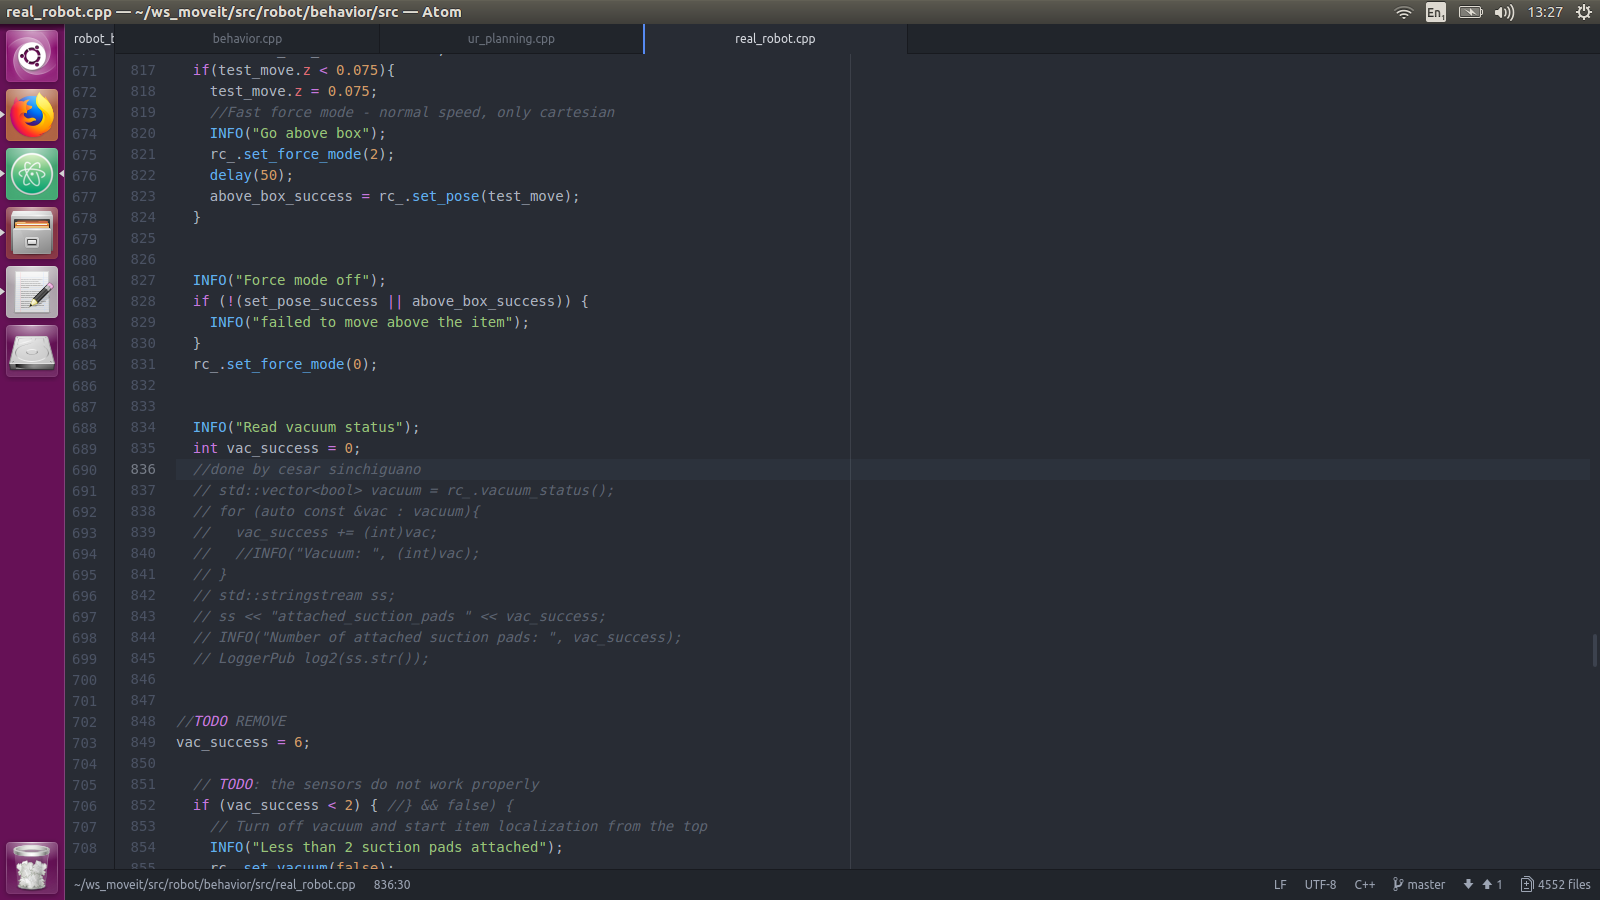 real_robot.cpp — ~/ws_moveit/src/robot/behavior/src — Atom
En1
13:27
robot_b
behavior.cpp
ur_planning.cpp
real_robot.cpp
671 817 if(test_move.z < 0.075){
672 818 test_move.z = 0.075;
673 819 //Fast force mode - normal speed, only cartesian
674 820 INFO("Go above box");
675 821 rc_.set_force_mode(2);
676 822 delay(50);
677 823 above_box_success = rc_.set_pose(test_move);
678 824 }
679 825
680 826
681 827 INFO("Force mode off");
682 828 if (!(set_pose_success || above_box_success)) {
683 829 INFO("failed to move above the item");
684 830 }
685 831 rc_.set_force_mode(0);
686 832
687 833
688 834 INFO("Read vacuum status");
689 835 int vac_success = 0;
690 836 //done by cesar sinchiguano
691 837 // std::vector<bool> vacuum = rc_.vacuum_status();
692 838 // for (auto const &vac : vacuum){
693 839 //   vac_success += (int)vac;
694 840 //   //INFO("Vacuum: ", (int)vac);
695 841 // }
696 842 // std::stringstream ss;
697 843 // ss << "attached_suction_pads " << vac_success;
698 844 // INFO("Number of attached suction pads: ", vac_success);
699 845 // LoggerPub log2(ss.str());
700 846
701 847
702 848 //TODO REMOVE
703 849 vac_success = 6;
704 850
705 851 // TODO: the sensors do not work properly
706 852 if (vac_success < 2) { //} && false) {
707 853 // Turn off vacuum and start item localization from the top
708 854 INFO("Less than 2 suction pads attached");
855 rc_.set_vacuum(false);
~/ws_moveit/src/robot/behavior/src/real_robot.cpp 836:30
LF UTF-8 C++ master 1 4552 files